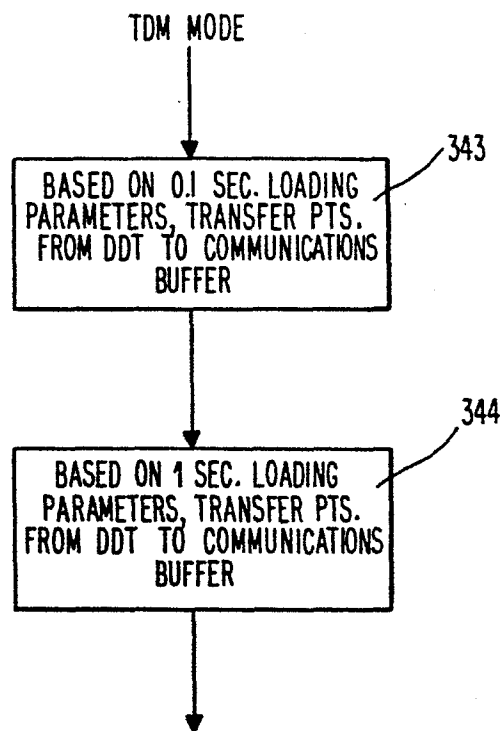 TDM MODE
343
BASED ON 0.1 SEC. LOADING
PARAMETERS, TRANSFER PTS.
FROM DDT TO COMMUNICATIONS
BUFFER
344
BASED ON 1 SEC. LOADING
PARAMETERS, TRANSFER PTS.
FROM DDT TO COMMUNICATIONS
BUFFER